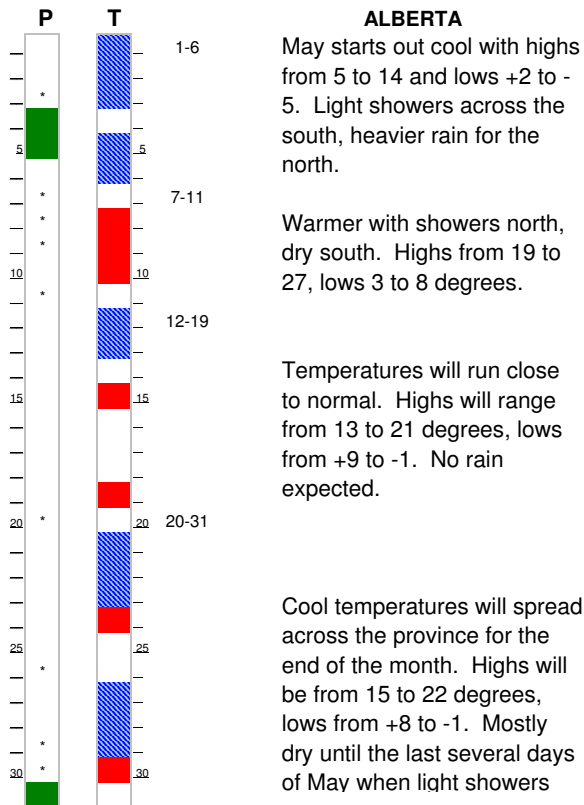 P T ALBERTA
1-6
May starts out cool with highs
from 5 to 14 and lows +2 to -
5. Light showers across the
south, heavier rain for the
north.
*
5 5
7-11
*
*
*
Warmer with showers north,
dry south. Highs from 19 to
27, lows 3 to 8 degrees.
10 10
*
12-19
Temperatures will run close
to normal. Highs will range
from 13 to 21 degrees, lows
from +9 to -1. No rain
expected.
15 15
*
20 20
20-31
Cool temperatures will spread
across the province for the
end of the month. Highs will
be from 15 to 22 degrees,
lows from +8 to -1. Mostly
dry until the last several days
of May when light showers
25 25
*
*
*
30 30